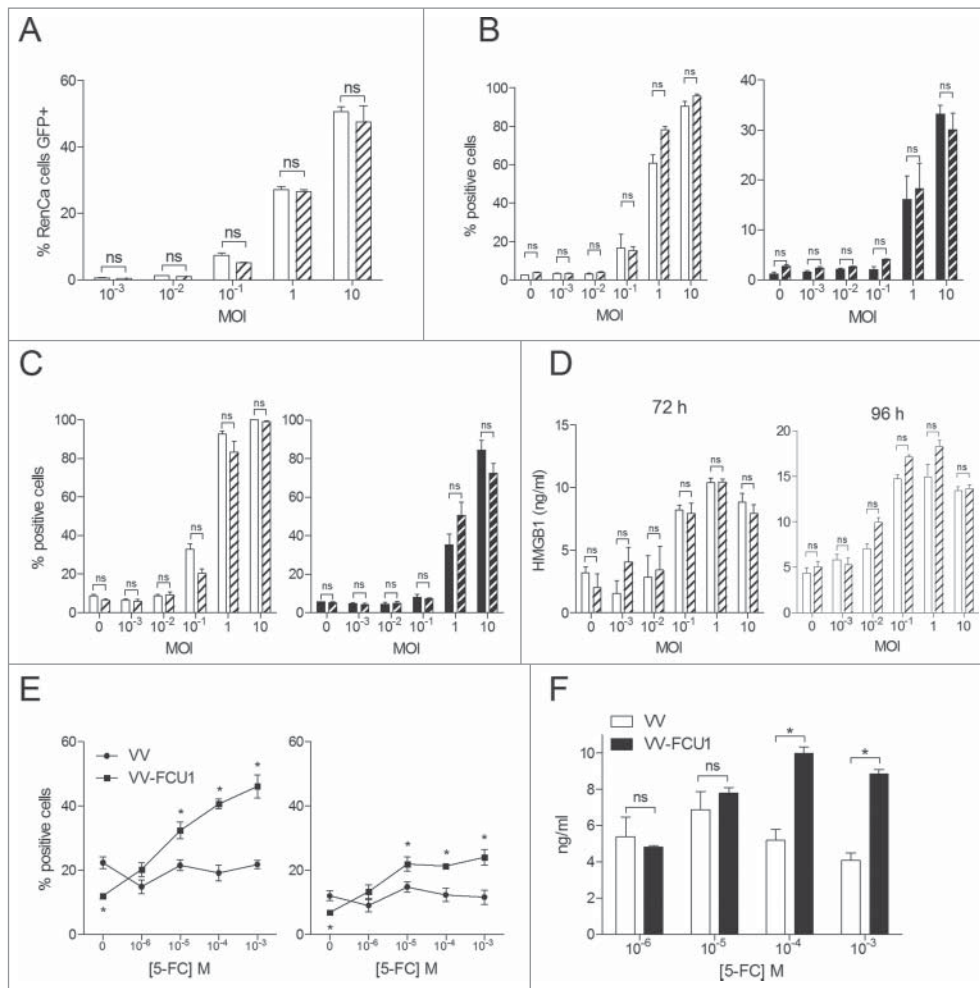 A
% RenCa cells GFP+
60
40
20
0
ns
ns
ns
ns
ns
10-3
10-2
10-1
1
10
MOI
B
% positive cells
100
80
60
40
20
0
ns
ns
ns
ns
ns
ns
0
10-3
10-2
10-1
1
10
MOI
40
30
20
10
0
ns
ns
ns
ns
ns
ns
0
10-3
10-2
10-1
1
10
MOI
C
% positive cells
100
80
60
40
20
0
ns
ns
ns
ns
ns
ns
0
10-3
10-2
10-1
1
10
MOI
100
80
60
40
20
0
ns
ns
ns
ns
ns
ns
0
10-3
10-2
10-1
1
10
MOI
D
72 h
HMGB1 (ng/ml)
15
10
5
0
ns
ns
ns
ns
ns
ns
0
10-3
10-2
10-1
1
10
MOI
96 h
20
15
10
5
0
ns
ns
ns
ns
ns
ns
0
10-3
10-2
10-1
1
10
MOI
E
% positive cells
60
40
20
0
VV
VV-FCU1
*
*
*
*
0
10-6
10-5
10-4
10-3
[5-FC] M
60
40
20
0
*
*
*
*
0
10-6
10-5
10-4
10-3
[5-FC] M
F
VV
VV-FCU1
ng/ml
10
8
6
4
2
0
ns
ns
*
*
10-6
10-5
10-4
10-3
[5-FC] M